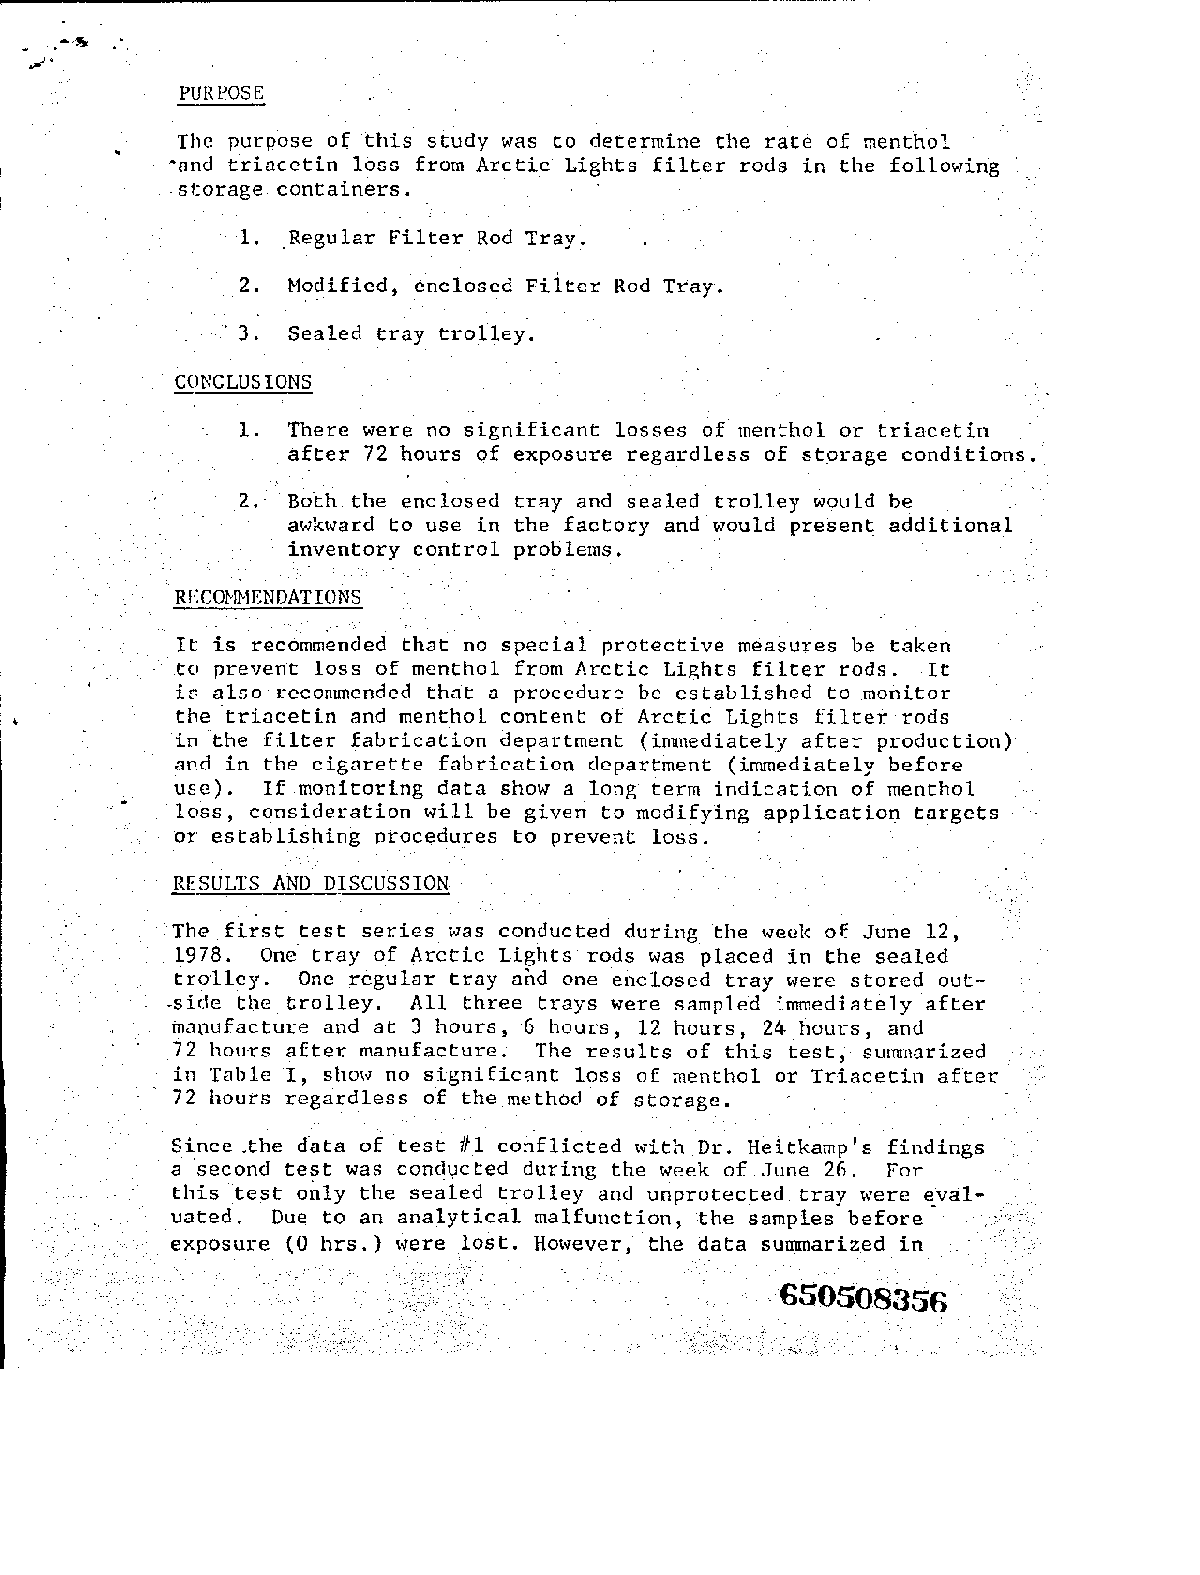 PURPOSE
The purpose of this study was to determine the rate of menthol
and triacetin loss from Arctic Lights filter rods in the following
storage containers.
1. Regular Filter Rod Tray.
2. Modified, enclosed Filter Rod Tray.
3. Sealed tray trolley.
CONCLUSIONS
1. There were no significant losses of menthol or triacetin
after 72 hours of exposure regardless of storage conditions.
2. Both the enclosed tray and sealed trolley would be
awkward to use in the factory and would present additional
inventory control problems.
RECOMMENDATIONS
It is recommended that no special protective measures be taken
to prevent loss of menthol from Arctic Lights filter rods. It
is also recommended that a procedure be established to monitor
the triacetin and menthol content of Arctic Lights filter rods
in the filter fabrication department (immediately after production)
and in the cigarette fabrication department (immediately before
use). If monitoring data show a long term indication of menthol
loss, consideration will be given to modifying application targets
or establishing procedures to prevent loss.
RESULTS AND DISCUSSION
The first test series was conducted during the week of June 12,
1978. One tray of Arctic Lights rods was placed in the sealed
trolley. One regular tray and one enclosed tray were stored out-
side the trolley. All three trays were sampled immediately after
manufacture and at 3 hours, 6 hours, 12 hours, 24 hours, and
72 hours after manufacture. The results of this test, summarized
in Table I, show no significant loss of menthol or Triacetin after
72 hours regardless of the method of storage.
Since the data of test #1 conflicted with Dr. Heitkamp's findings
a second test was conducted during the week of June 26. For
this test only the sealed trolley and unprotected tray were eval-
uated. Due to an analytical malfunction, the samples before
exposure (0 hrs.) were lost. However, the data summarized in
650508356